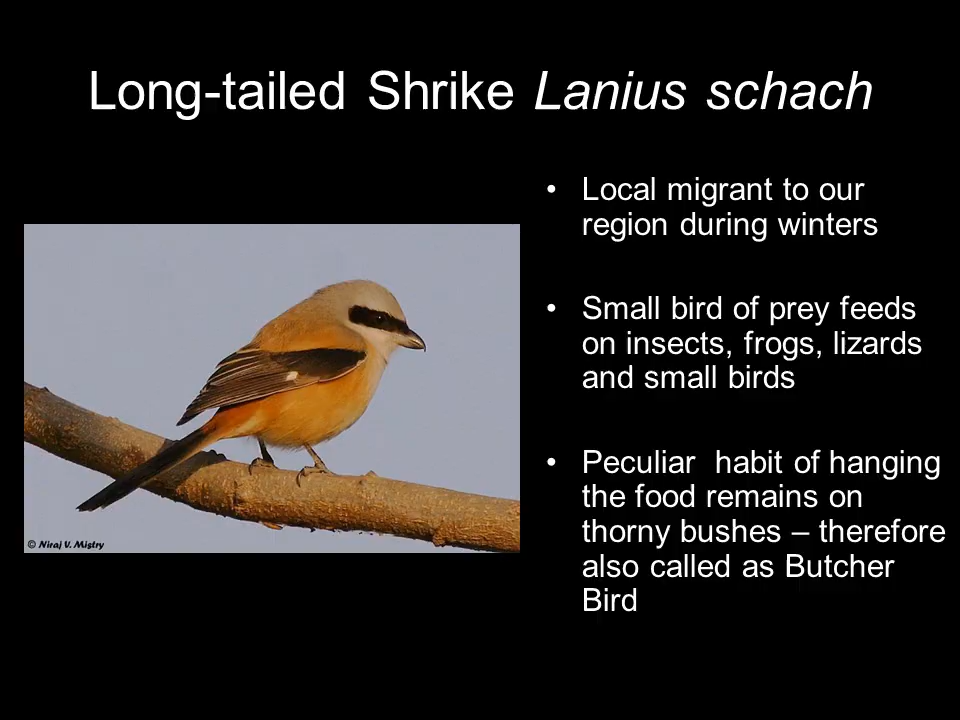 Long-tailed Shrike Lanius schach
• Local migrant to our
region during winters
• Small bird of prey feeds
on insects, frogs, lizards
and small birds
• Peculiar  habit of hanging
the food remains on
thorny bushes – therefore
also called as Butcher
Bird
© Niraj V. Mistry